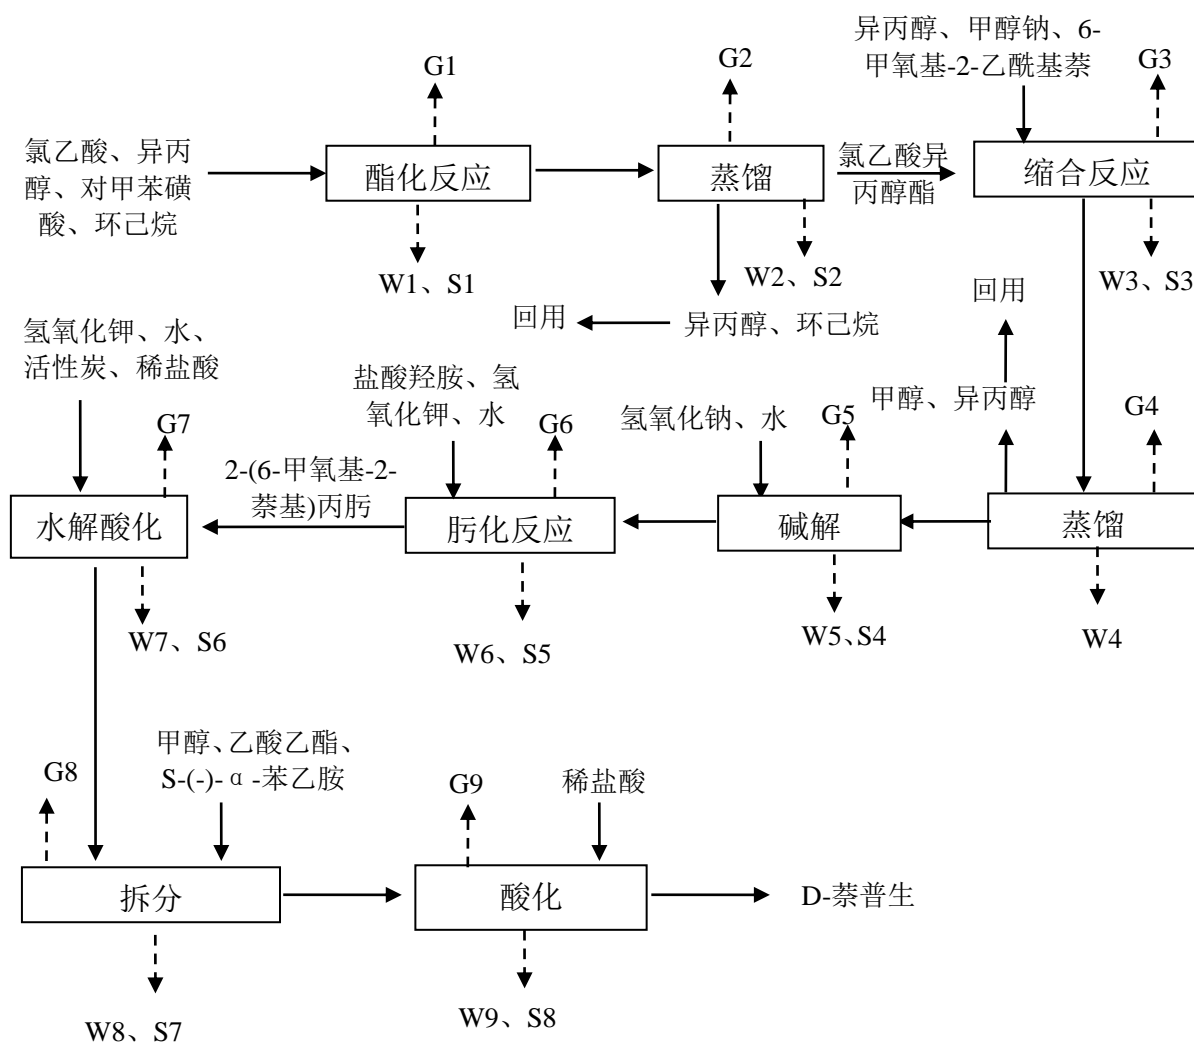 异丙醇、甲醇钠、6-
甲氧基-2-乙酰基萘
G1
G2
G3
氯乙酸、异丙
醇、对甲苯磺
酸、环己烷
酯化反应
蒸馏
氯乙酸异
丙醇酯
缩合反应
W1、S1
W2、S2
W3、S3
回用
异丙醇、环己烷
回用
氢氧化钾、水、
活性炭、稀盐酸
盐酸羟胺、氢
氧化钾、水
氢氧化钠、水
甲醇、异丙醇
G7
G6
G5
G4
2-(6-甲氧基-2-
萘基)丙肟
水解酸化
肟化反应
碱解
蒸馏
W7、S6
W6、S5
W5、S4
W4
甲醇、乙酸乙酯、
S-(-)-α-苯乙胺
G8
G9
稀盐酸
拆分
酸化
D-萘普生
W8、S7
W9、S8